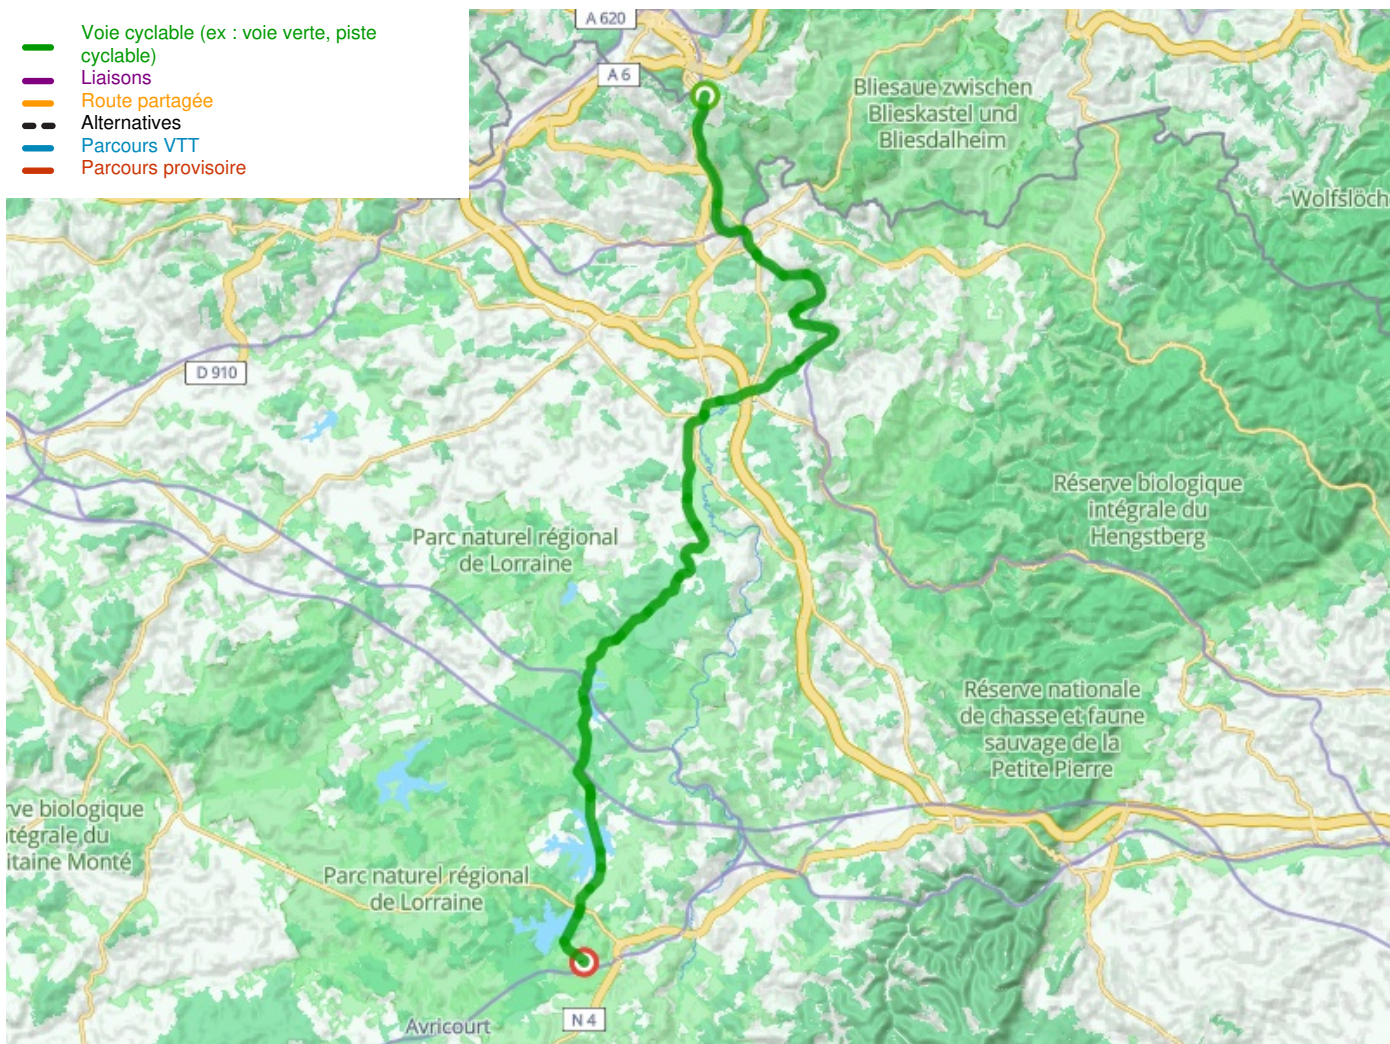 Voie cyclable (ex : voie verte, piste
cyclable)
Liaisons
Route partagée
Alternatives
Parcours VTT
Parcours provisoire
A 620
A 6
Bliesaue zwischen
Blieskastel und
Bliesdalheim
Wolfslöch
D 910
Réserve biologique
intégrale du
Hengstberg
Parc naturel régional
de Lorraine
Réserve nationale
de chasse et faune
sauvage de la
Petite Pierre
rve biologique
ntégrale du
itaine Monté
Parc naturel régional
de Lorraine
N 4
Avricourt